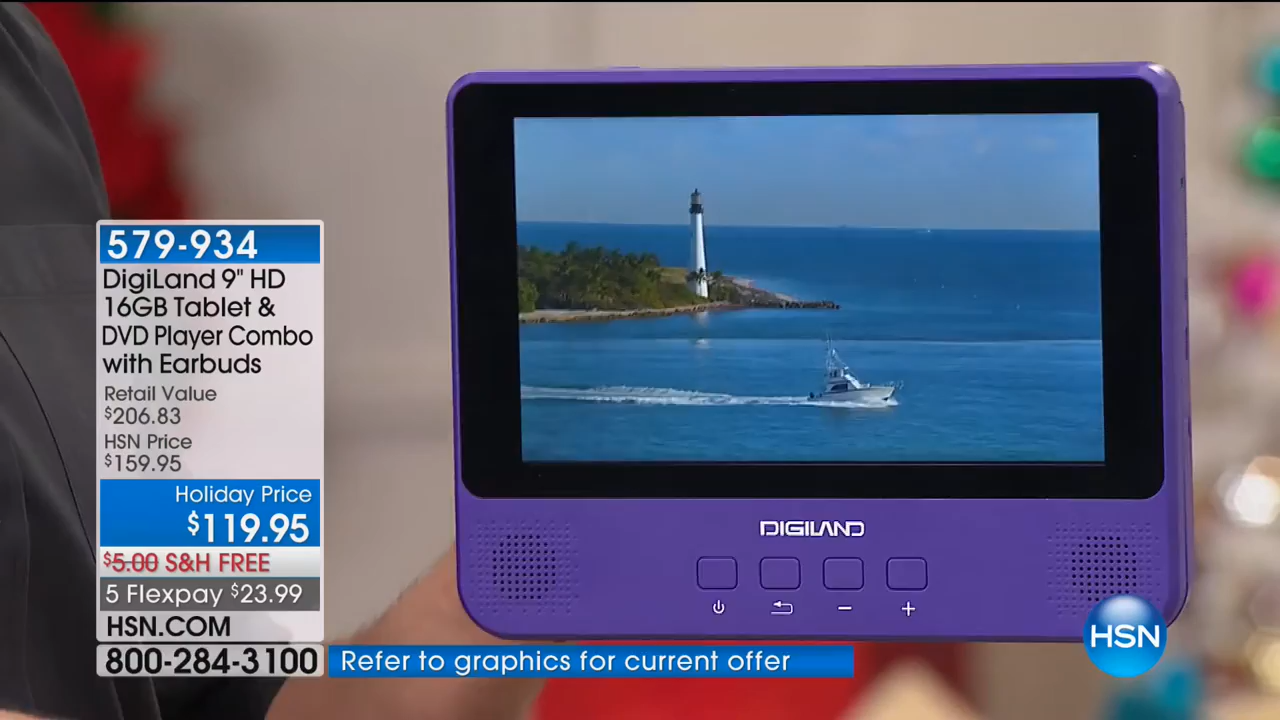 579-934
DigiLand 9" HD
16GB Tablet &
DVD Player Combo
with Earbuds
Retail Value
$206.83
HSN Price
$159.95
Holiday Price
$119.95
$5.00 S&H FREE
5 Flexpay $23.99
HSN.COM
800-284-3100
Refer to graphics for current offer
DIGILAND
HSN